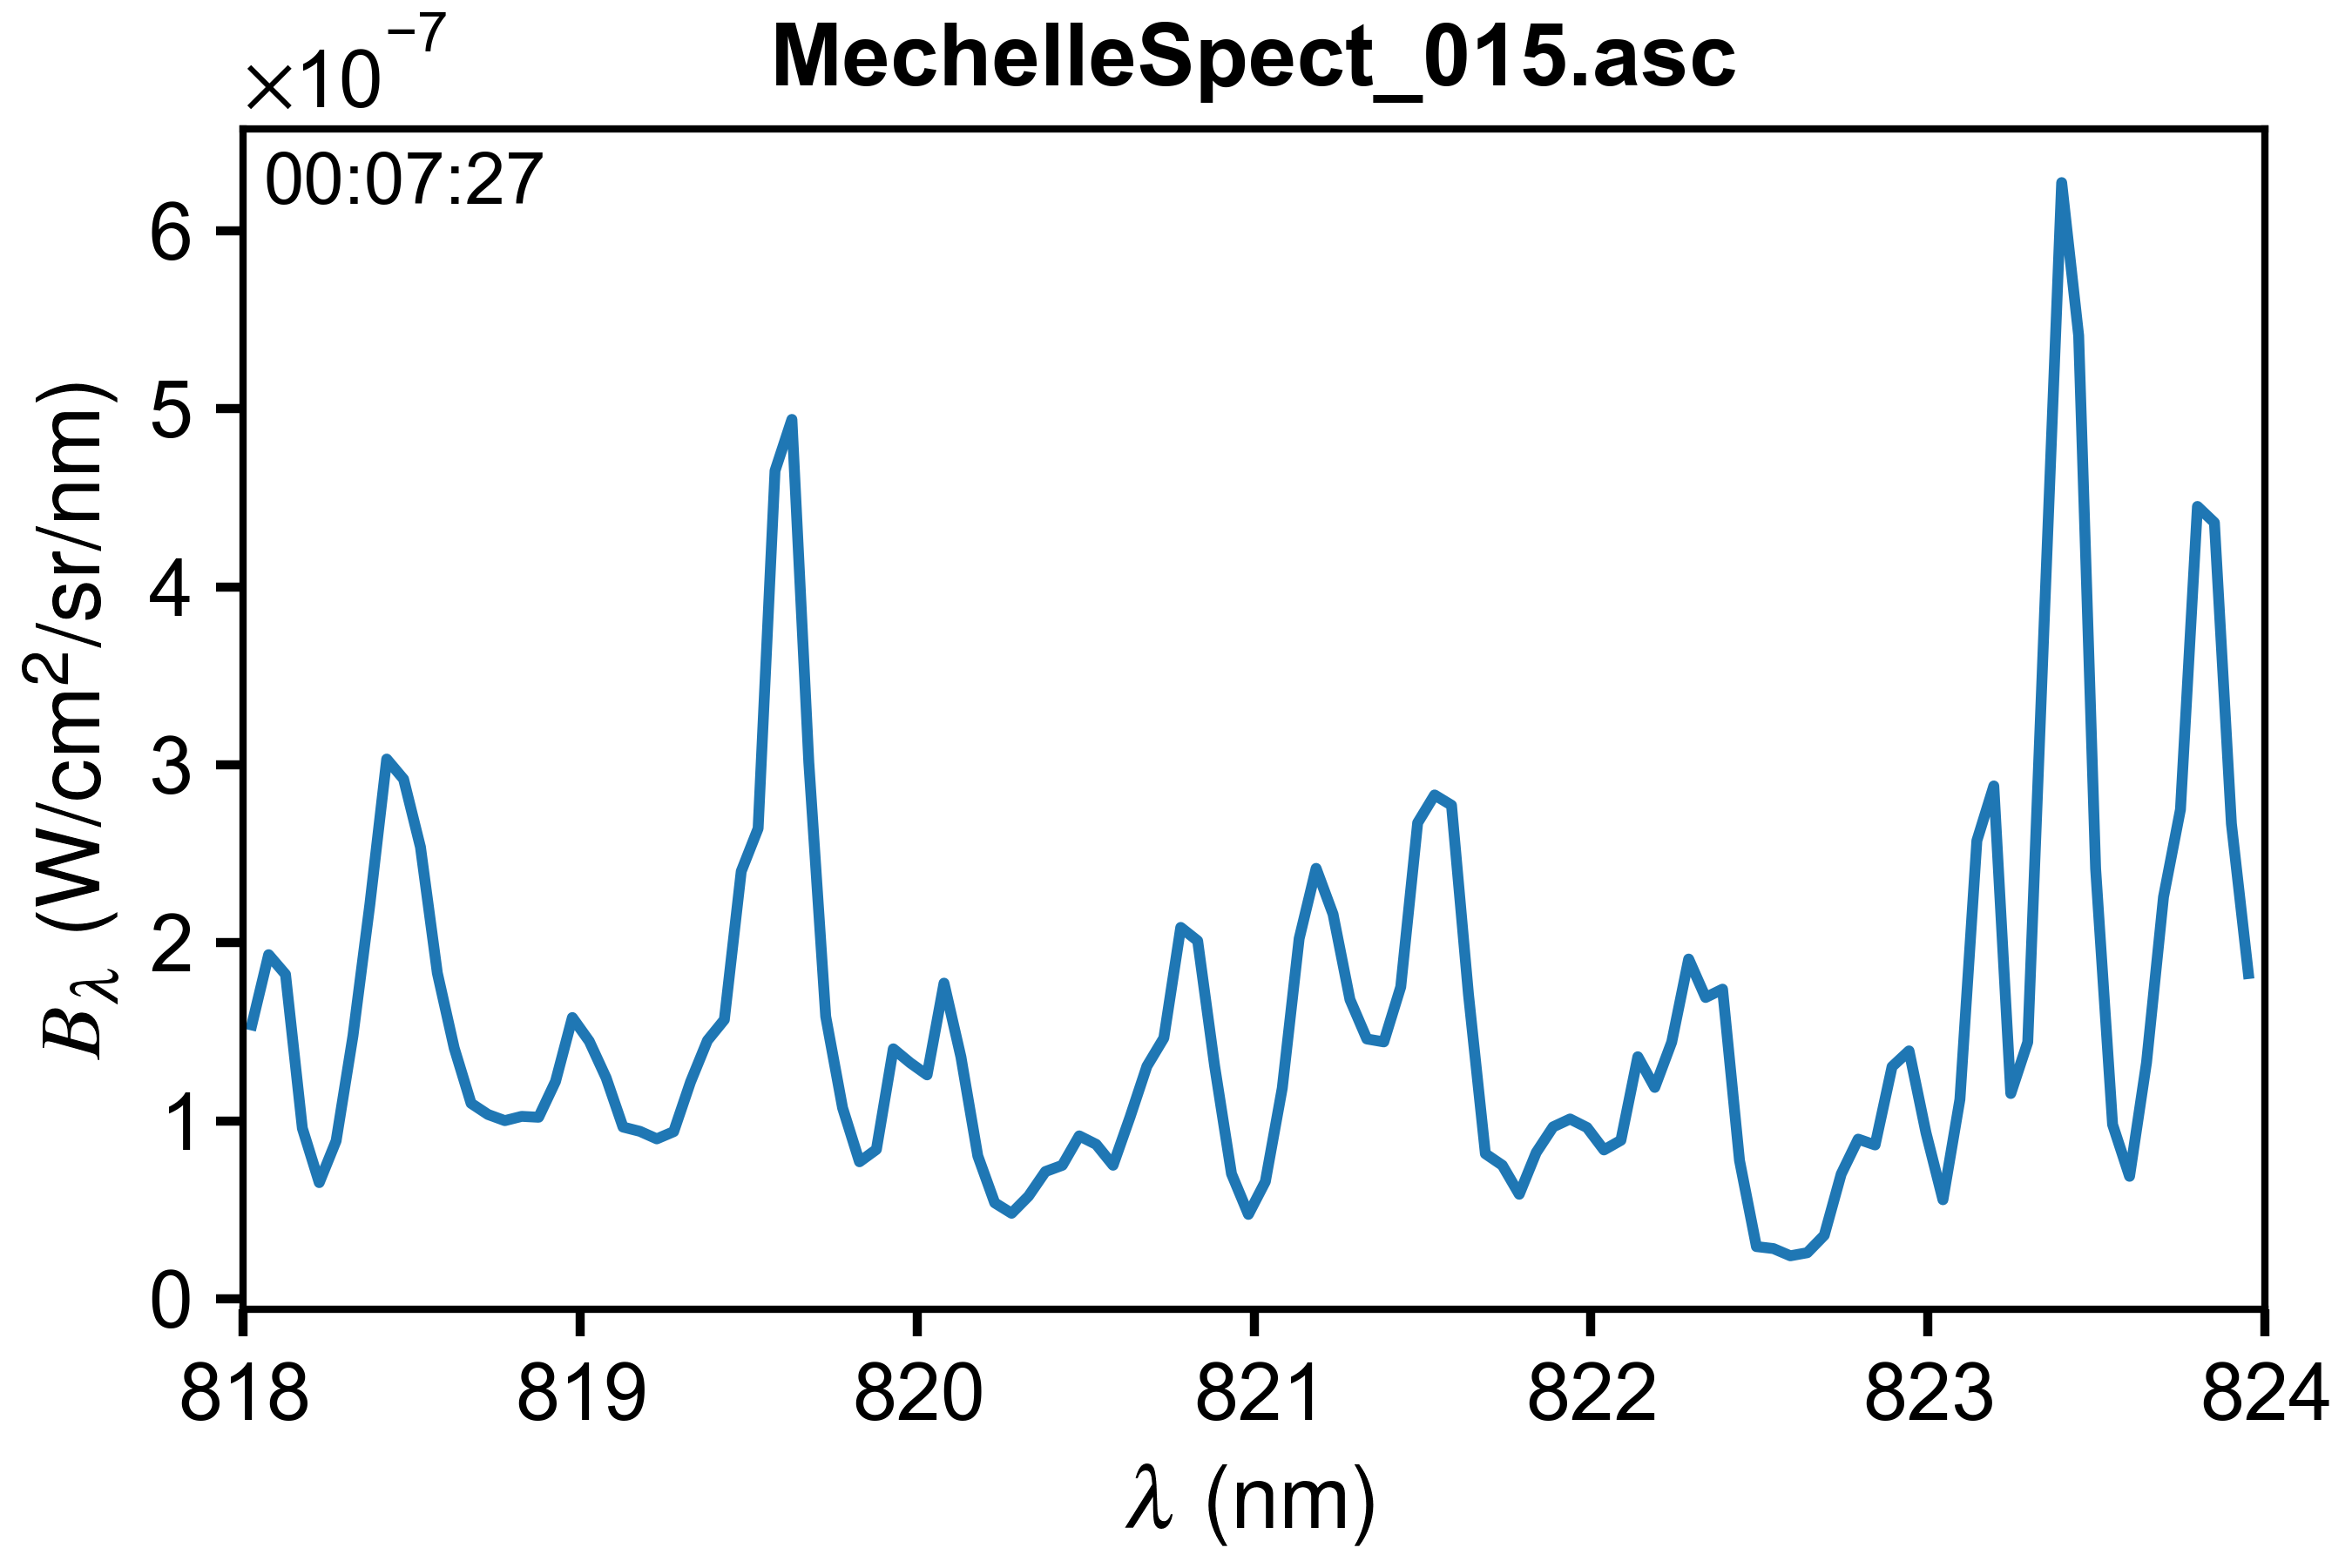 ×10⁻⁷
MechelleSpect_015.asc
00:07:27
6
5
4
3
2
1
0
B_λ (W/cm²/sr/nm)
818 819 820 821 822 823 824
λ (nm)